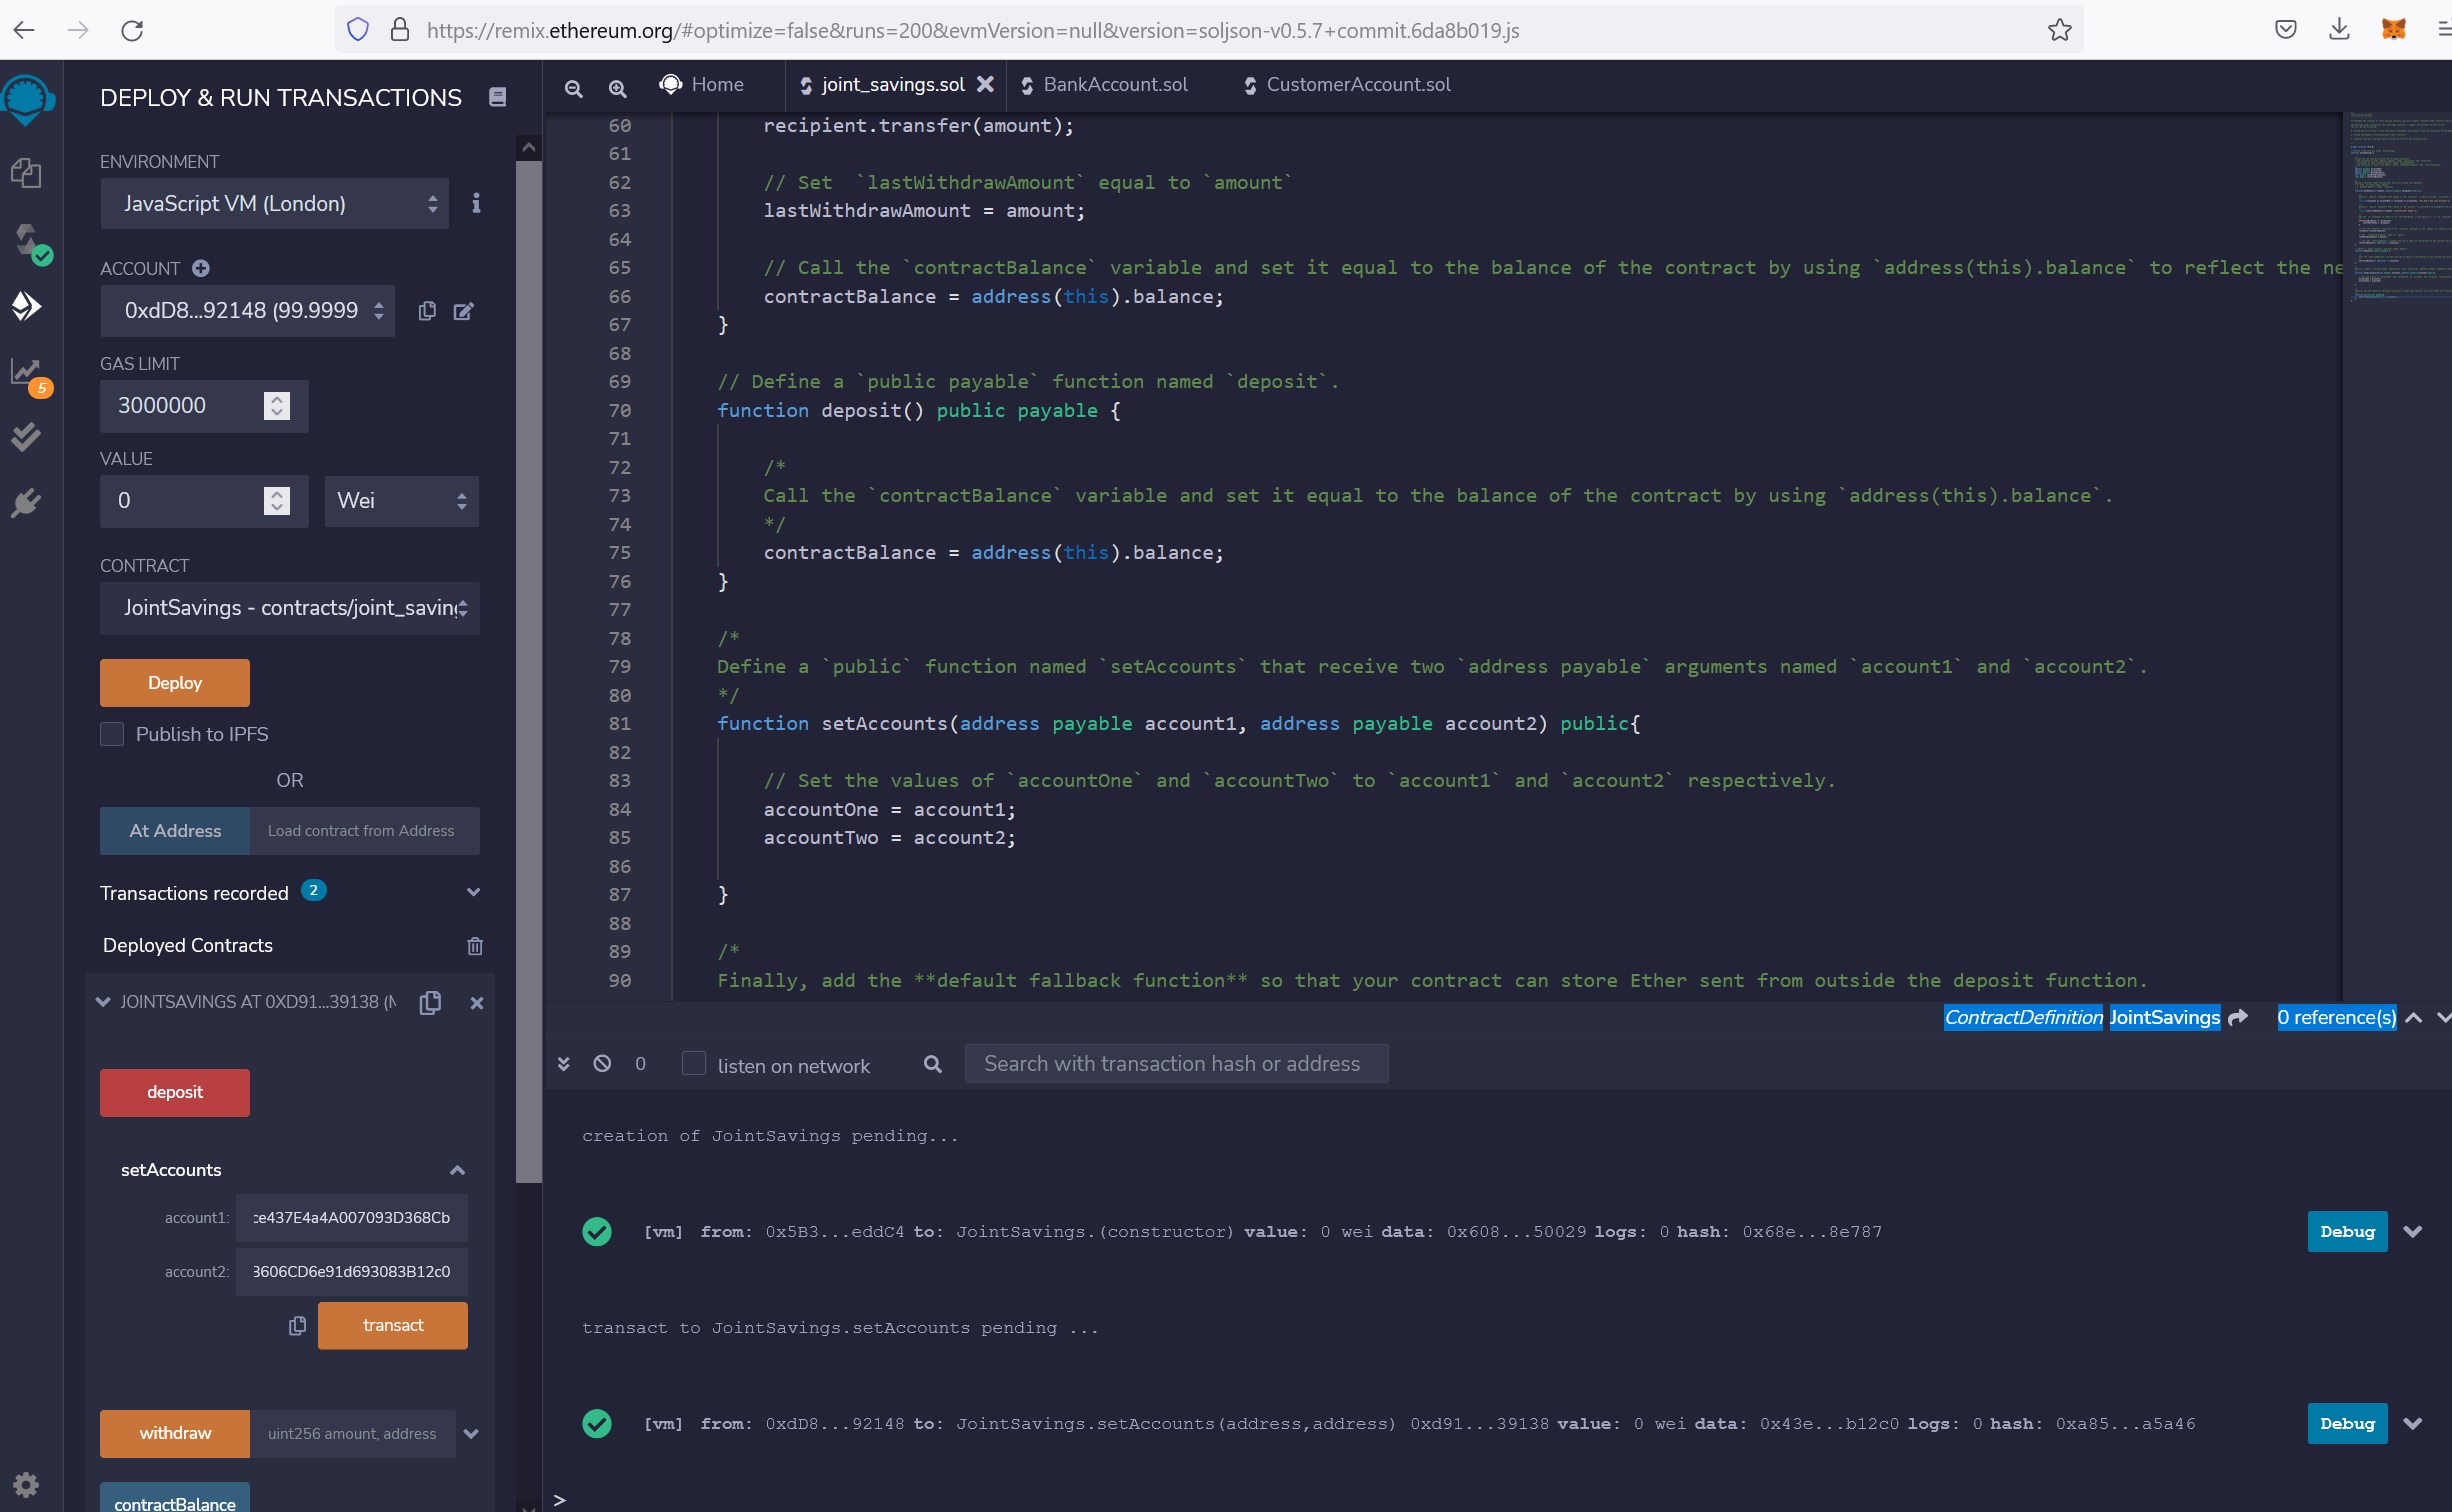 https://remix.ethereum.org/#optimize=false&runs=200&evmVersion=null&version=soljson-v0.5.7+commit.6da8b019.js
DEPLOY & RUN TRANSACTIONS
ENVIRONMENT
JavaScript VM (London)
ACCOUNT
0xdD8...92148 (99.9999
GAS LIMIT
3000000
VALUE
0
Wei
CONTRACT
JointSavings - contracts/joint_saving
Deploy
Publish to IPFS
OR
At Address
Load contract from Address
Transactions recorded 2
Deployed Contracts
JOINTSAVINGS AT 0XD91...39138 (M
deposit
setAccounts
account1: ce437E4a4A007093D368Cb
account2: 3606CD6e91d693083B12c0
transact
withdraw
uint256 amount, address
contractBalance
5
Home
joint_savings.sol
BankAccount.sol
CustomerAccount.sol
60 recipient.transfer(amount);
61
62 // Set  `lastWithdrawAmount` equal to `amount`
63 lastWithdrawAmount = amount;
64
65 // Call the `contractBalance` variable and set it equal to the balance of the contract by using `address(this).balance` to reflect the ne
66 contractBalance = address(this).balance;
67 }
68
69 // Define a `public payable` function named `deposit`.
70 function deposit() public payable {
71
72 /*
73 Call the `contractBalance` variable and set it equal to the balance of the contract by using `address(this).balance`.
74 */
75 contractBalance = address(this).balance;
76 }
77
78 /*
79 Define a `public` function named `setAccounts` that receive two `address payable` arguments named `account1` and `account2`.
80 */
81 function setAccounts(address payable account1, address payable account2) public{
82
83 // Set the values of `accountOne` and `accountTwo` to `account1` and `account2` respectively.
84 accountOne = account1;
85 accountTwo = account2;
86
87 }
88
89 /*
90 Finally, add the **default fallback function** so that your contract can store Ether sent from outside the deposit function.
ContractDefinition JointSavings 0 reference(s)
0
listen on network
Search with transaction hash or address
creation of JointSavings pending...
[vm] from: 0x5B3...eddC4 to: JointSavings.(constructor) value: 0 wei data: 0x608...50029 logs: 0 hash: 0x68e...8e787
Debug
transact to JointSavings.setAccounts pending ...
[vm] from: 0xdD8...92148 to: JointSavings.setAccounts(address,address) 0xd91...39138 value: 0 wei data: 0x43e...b12c0 logs: 0 hash: 0xa85...a5a46
Debug
>